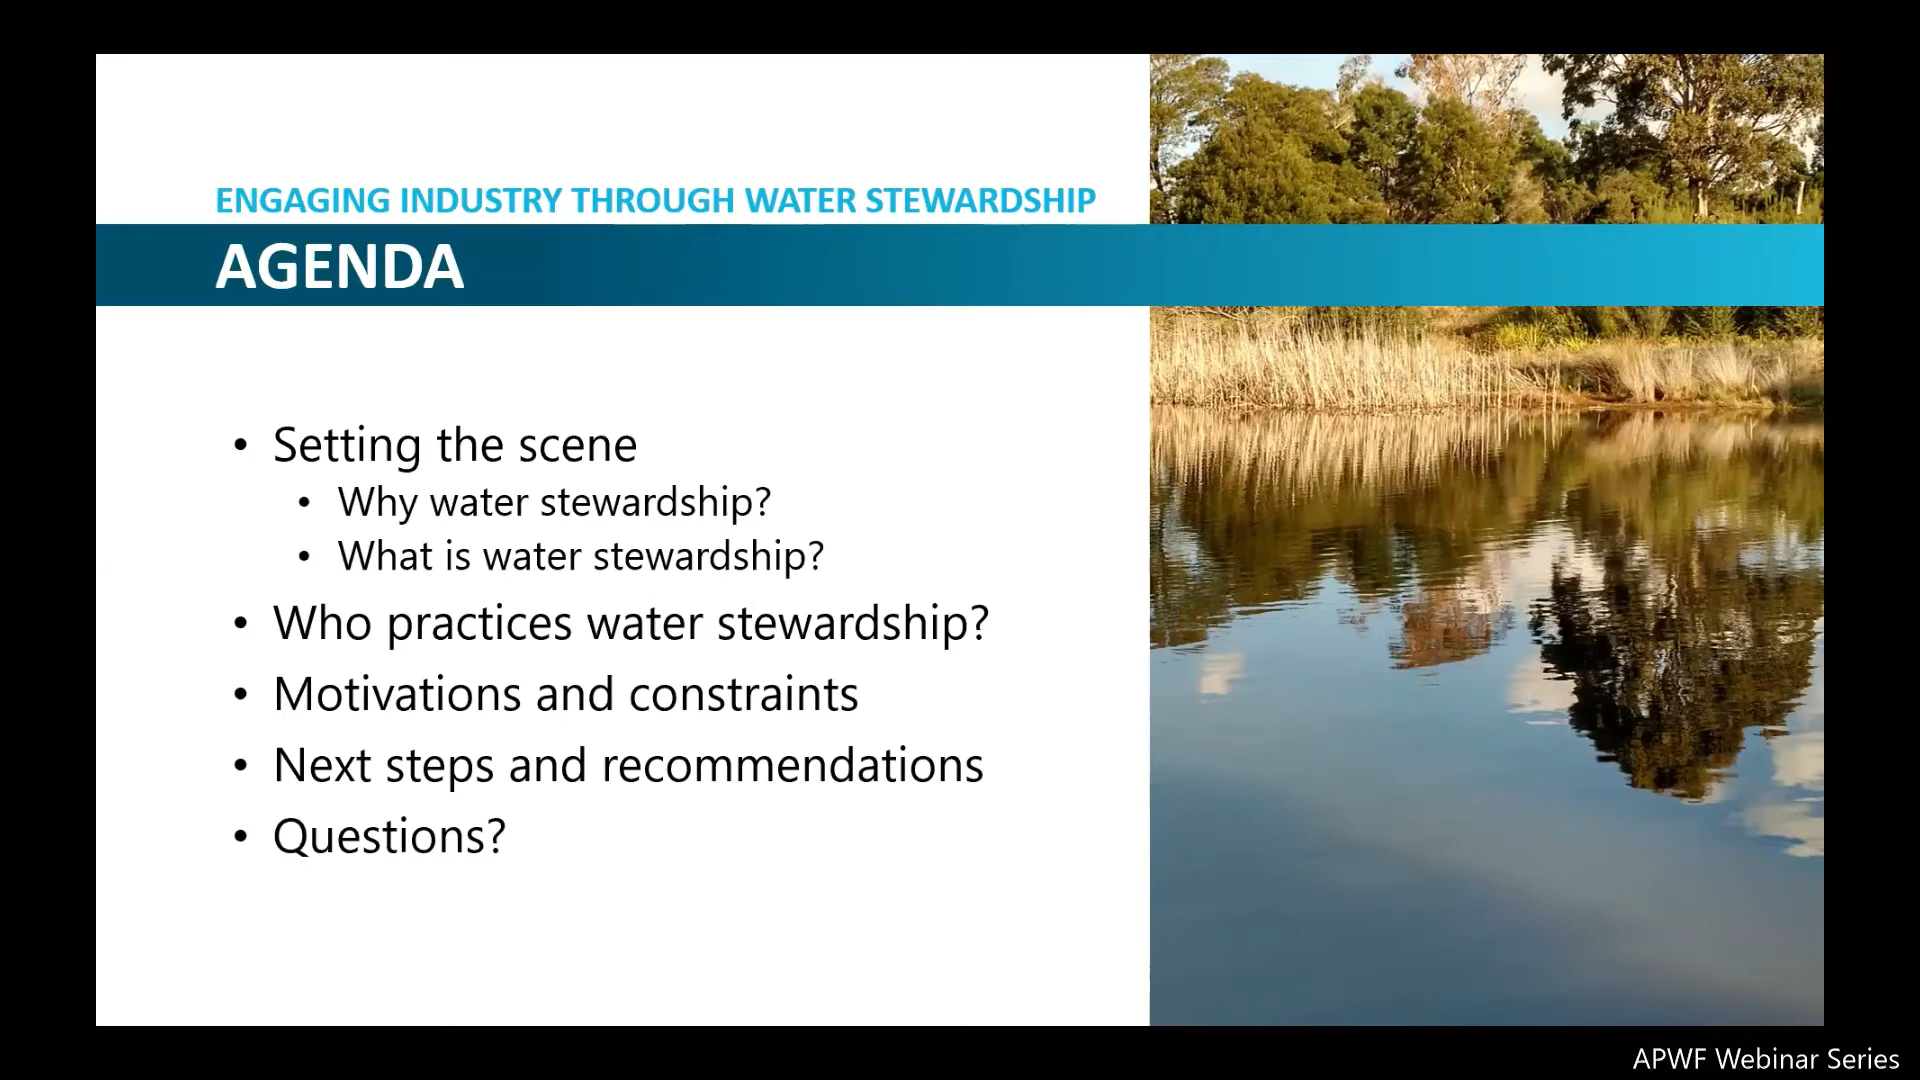 ENGAGING INDUSTRY THROUGH WATER STEWARDSHIP
AGENDA
• Setting the scene
• Why water stewardship?
• What is water stewardship?
• Who practices water stewardship?
• Motivations and constraints
• Next steps and recommendations
• Questions?
APWF Webinar Series